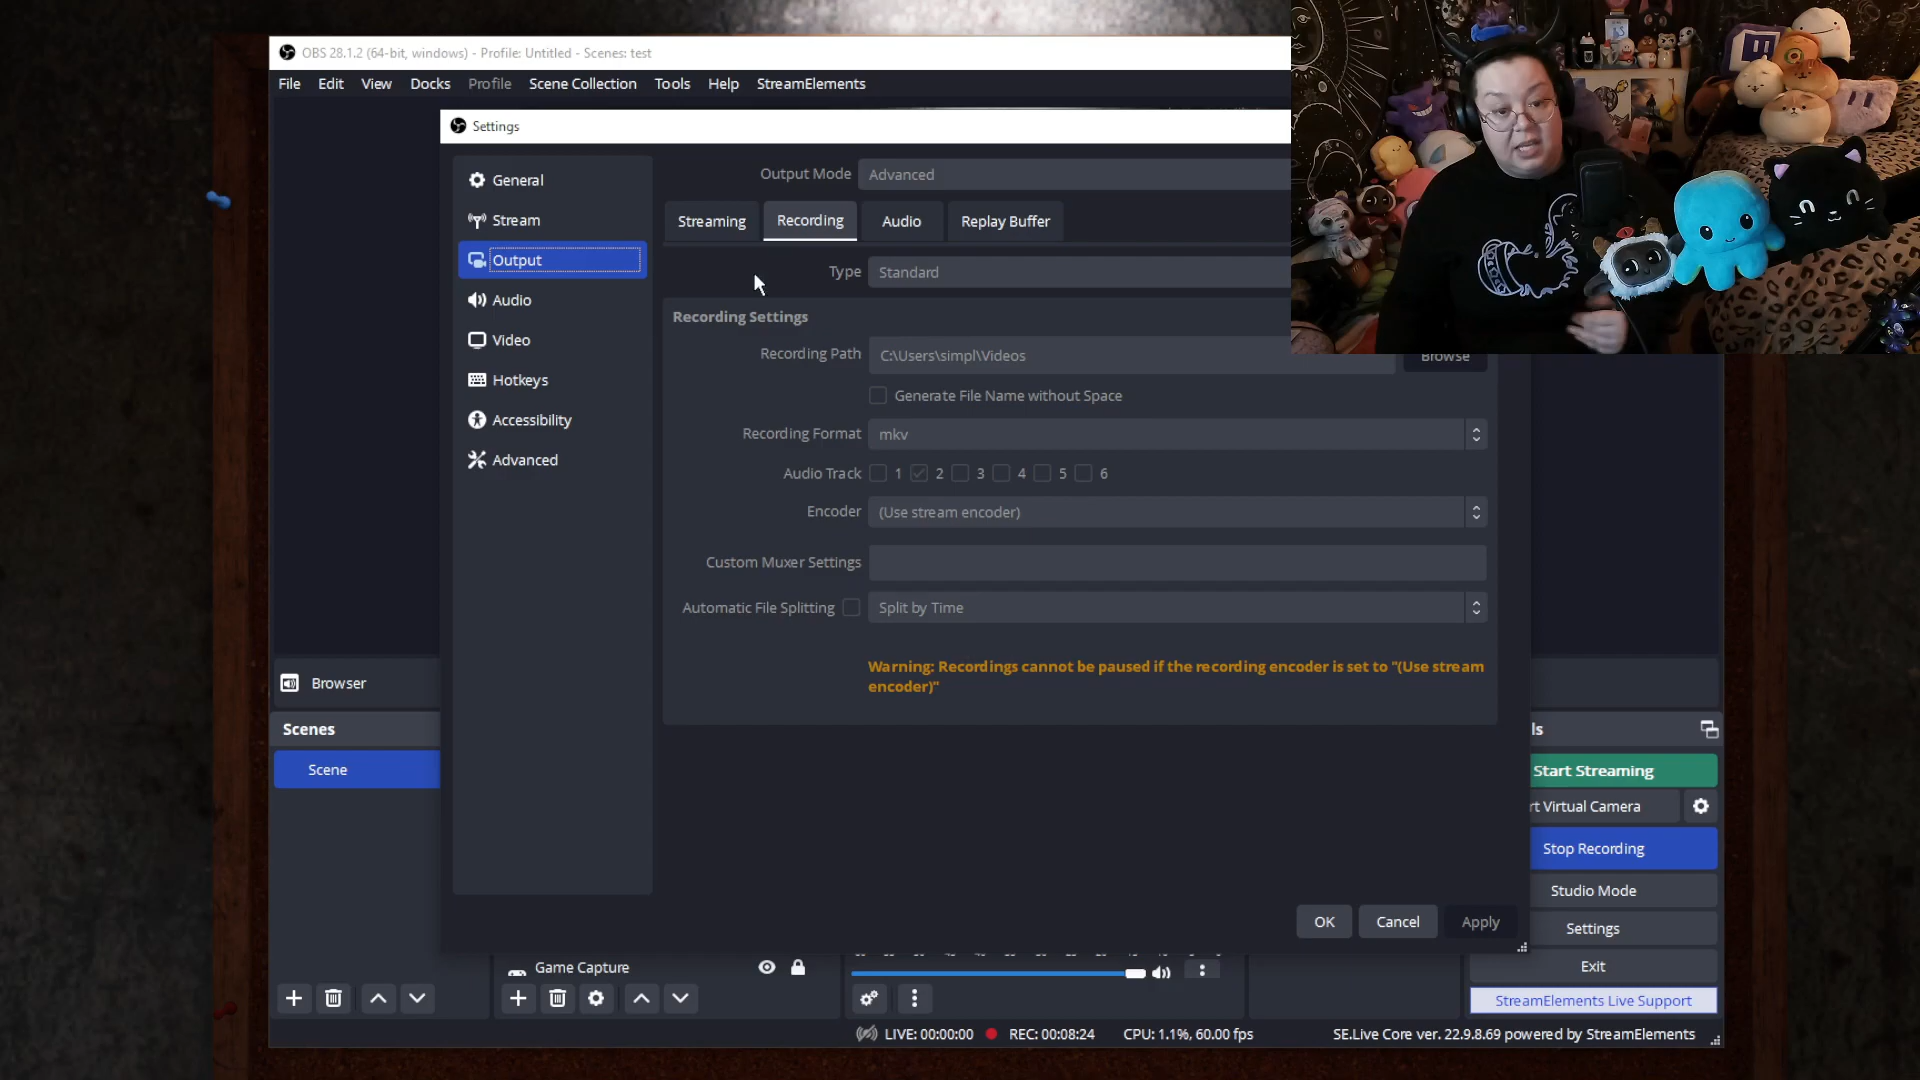 OBS 28.1.2 (64-bit, windows) - Profile: Untitled - Scenes: test
File Edit View Docks Profile Scene Collection Tools Help StreamElements
Settings
General
Stream
Output
Audio
Video
Hotkeys
Accessibility
Advanced
Output Mode Advanced
Streaming Recording Audio Replay Buffer
Type Standard
Recording Settings
Recording Path C:\Users\simpl\Videos Browse
Generate File Name without Space
Recording Format mkv
Audio Track 1 2 3 4 5 6
Encoder (Use stream encoder)
Custom Muxer Settings
Automatic File Splitting Split by Time
Warning: Recordings cannot be paused if the recording encoder is set to "(Use stream
encoder)"
OK Cancel Apply
Browser
Scenes
Scene
Game Capture
ls
Start Streaming
rt Virtual Camera
Stop Recording
Studio Mode
Settings
Exit
StreamElements Live Support
LIVE: 00:00:00 REC: 00:08:24 CPU: 1.1%, 60.00 fps SE.Live Core ver. 22.9.8.69 powered by StreamElements